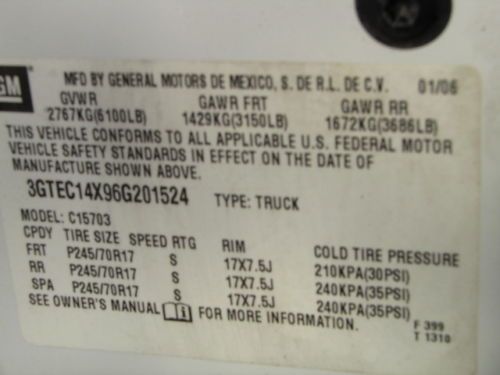 GM
MFD BY GENERAL MOTORS DE MEXICO, S. DE R.L. DE C.V. 01/06
GVWR GAWR FRT GAWR RR
2767KG(6100LB) 1429KG(3150LB) 1672KG(3686LB)
THIS VEHICLE CONFORMS TO ALL APPLICABLE U.S. FEDERAL MOTOR
VEHICLE SAFETY STANDARDS IN EFFECT ON THE DATE OF
MANUFACTURE SHOWN ABOVE.
3GTEC14X96G201524 TYPE: TRUCK
MODEL: C15703
CPDY TIRE SIZE SPEED RTG RIM COLD TIRE PRESSURE
FRT P245/70R17 S 17X7.5J 210KPA(30PSI)
RR P245/70R17 S 17X7.5J 240KPA(35PSI)
SPA P245/70R17 S 17X7.5J 240KPA(35PSI)
SEE OWNER'S MANUAL FOR MORE INFORMATION.
F 399
T 1310